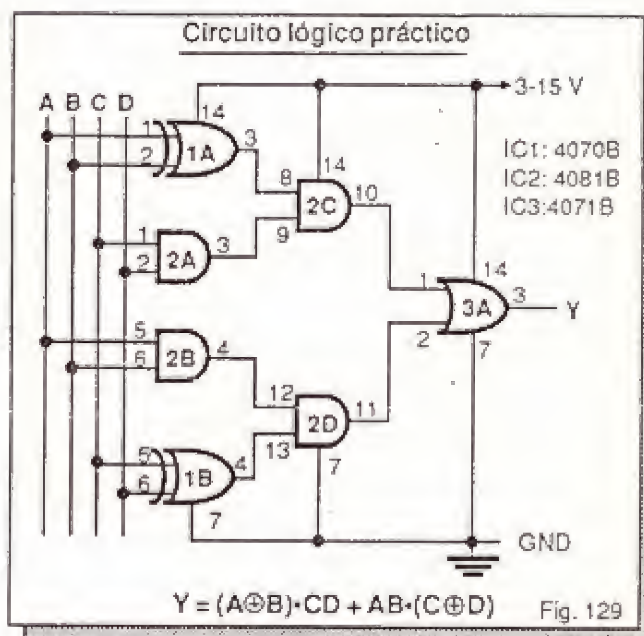 Circuito lógico práctico
A B C D
14
3-15 V
1
2
1A
3
IC1: 4070B
IC2: 4081B
IC3:4071B
14
8
9
2C
10
1
2
2A
3
1
2
3A
14
3
Y
7
5
6
2B
4
12
13
2D
11
7
5
6
1B
4
7
GND
Y = (A⊕B)·CD + AB·(C⊕D)
Fig. 129